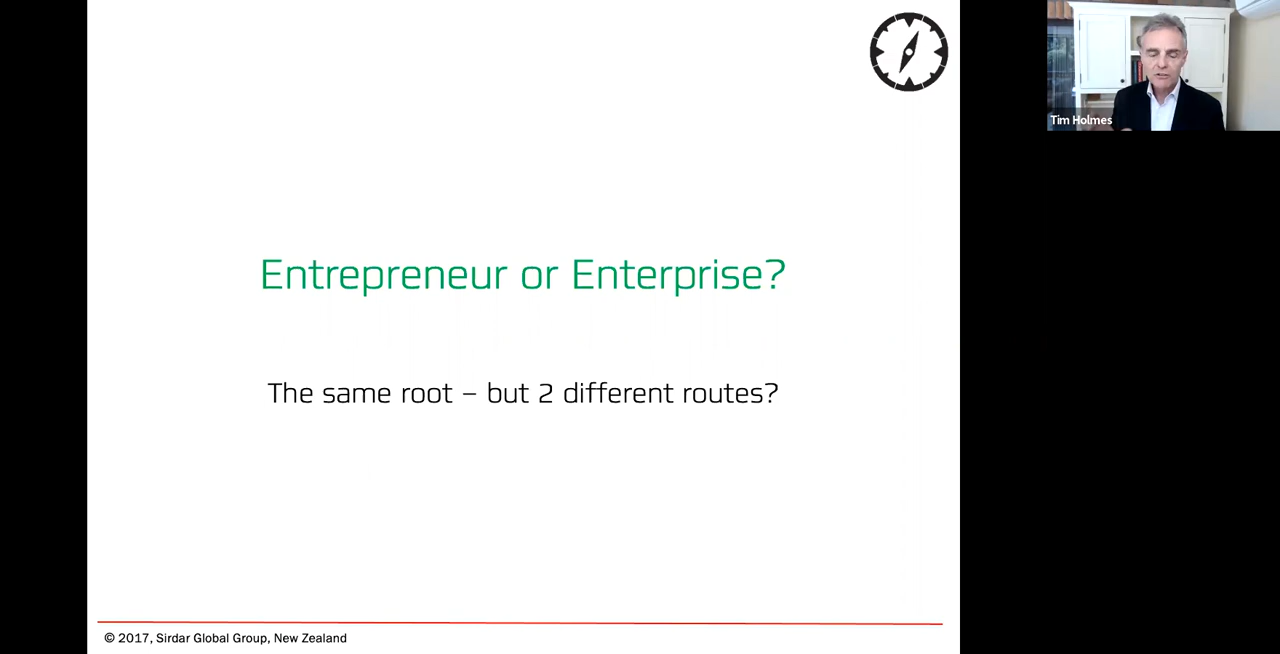 Entrepreneur or Enterprise?
The same root – but 2 different routes?
© 2017, Sirdar Global Group, New Zealand
Tim Holmes